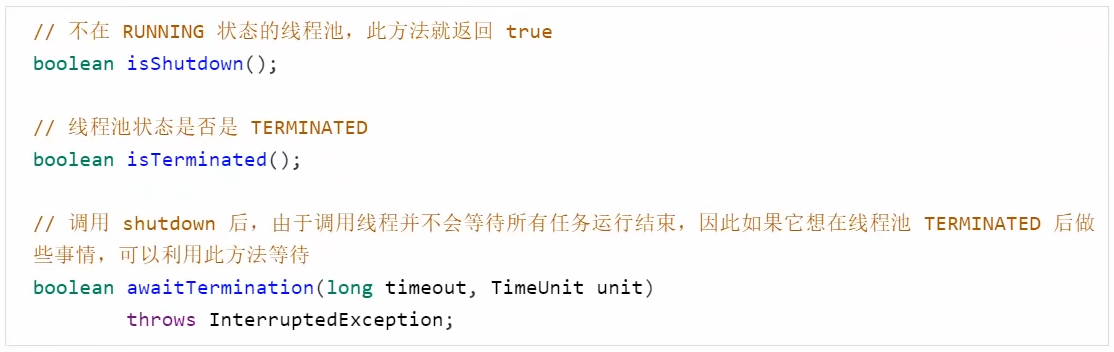 // 不在 RUNNING 状态的线程池，此方法就返回 true
boolean isShutdown();
// 线程池状态是否是 TERMINATED
boolean isTerminated();
// 调用 shutdown 后，由于调用线程并不会等待所有任务运行结束，因此如果它想在线程池 TERMINATED 后做
些事情，可以利用此方法等待
boolean awaitTermination(long timeout, TimeUnit unit)
throws InterruptedException;